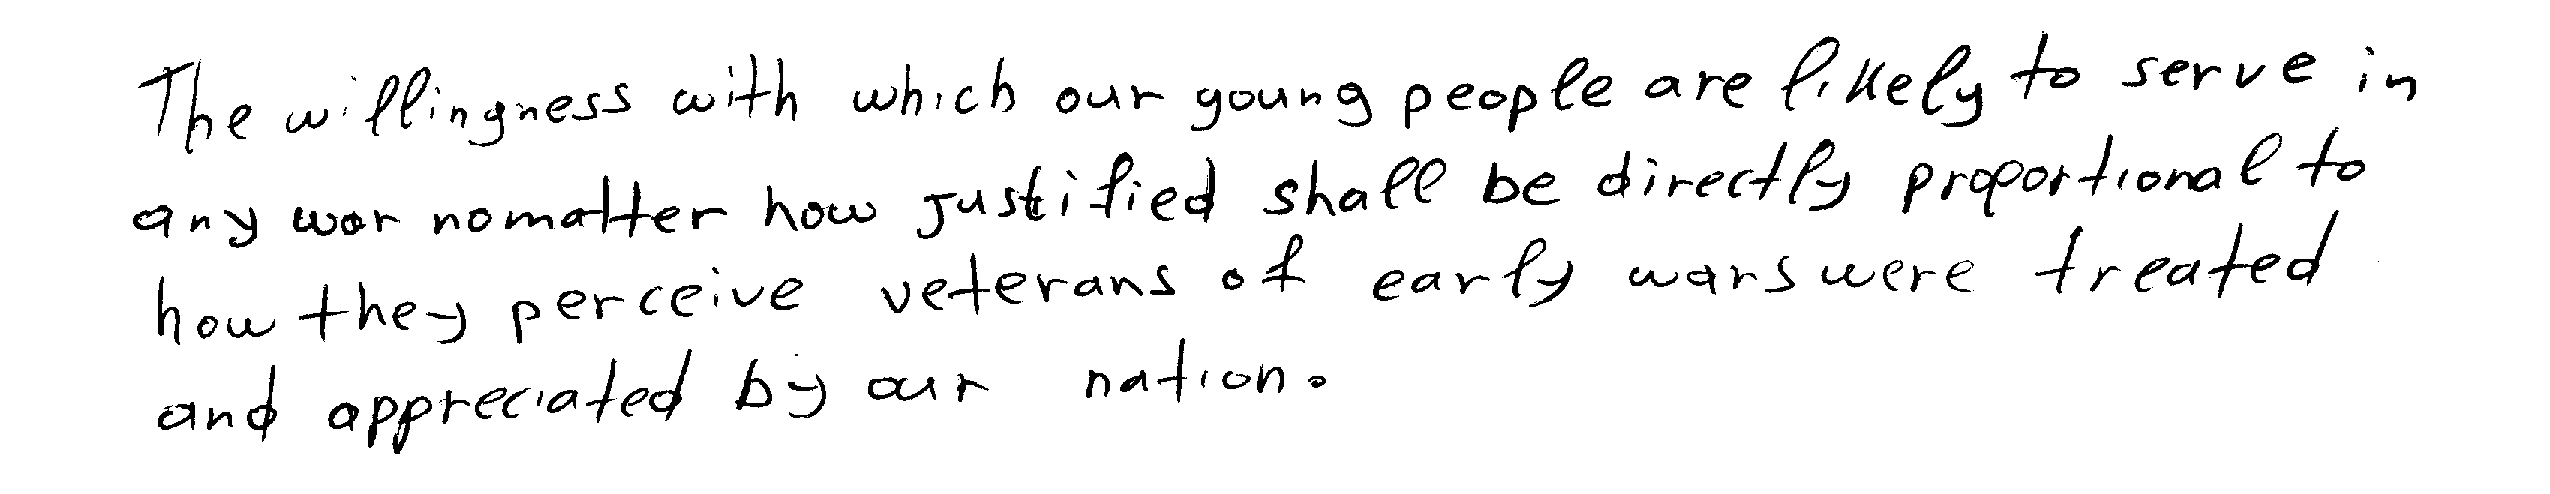 The willingness with which our young people are likely to serve in
any war nomatter how justified shall be directly proportional to
how they perceive veterans of early wars were treated
and appreciated by our nation.